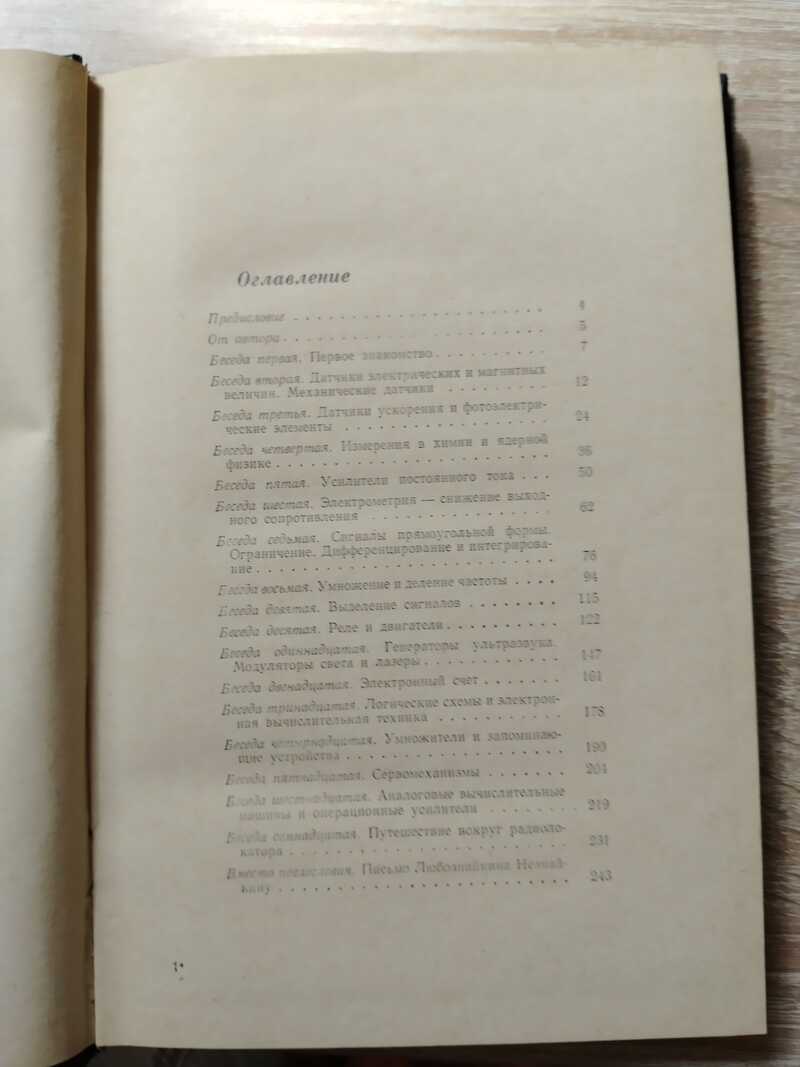 Оглавление
Предисловие . . . . . . . . . . . . . . . . . . . . . . 4
От автора . . . . . . . . . . . . . . . . . . . . . . 5
Беседа первая. Первое знакомство . . . . . . . . . 7
Беседа вторая. Датчики электрических и магнитных
величин. Механические датчики . . . . . . . . 12
Беседа третья. Датчики ускорения и фотоэлектри-
ческие элементы . . . . . . . . . . . . . . . . 24
Беседа четвертая. Измерения в химии и ядерной
физике . . . . . . . . . . . . . . . . . . . . . 36
Беседа пятая. Усилители постоянного тока . . . 50
Беседа шестая. Электрометрия — снижение выход-
ного сопротивления . . . . . . . . . . . . . . 62
Беседа седьмая. Сигналы прямоугольной формы.
Ограничение. Дифференцирование и интегрирова-
ние . . . . . . . . . . . . . . . . . . . . . . . 76
Беседа восьмая. Умножение и деление частоты . . . . 94
Беседа девятая. Выделение сигналов . . . . . . . . 115
Беседа десятая. Реле и двигатели . . . . . . . . . . 122
Беседа одиннадцатая. Генераторы ультразвука.
Модуляторы света и лазеры . . . . . . . . . . . 147
Беседа двенадцатая. Электронный счет . . . . . . . 161
Беседа тринадцатая. Логические схемы и электрон-
ная вычислительная техника . . . . . . . . . . . 178
Беседа четырнадцатая. Умножители и запоминаю-
щие устройства . . . . . . . . . . . . . . . . . . 190
Беседа пятнадцатая. Сервомеханизмы . . . . . . . . 204
Беседа шестнадцатая. Аналоговые вычислительные
машины и операционные усилители . . . . . . . . 219
Беседа семнадцатая. Путешествие вокруг радиоло-
катора . . . . . . . . . . . . . . . . . . . . . . 231
Вместо послесловия. Письмо Любознайкина Незнай-
кину . . . . . . . . . . . . . . . . . . . . . . . 243
1*